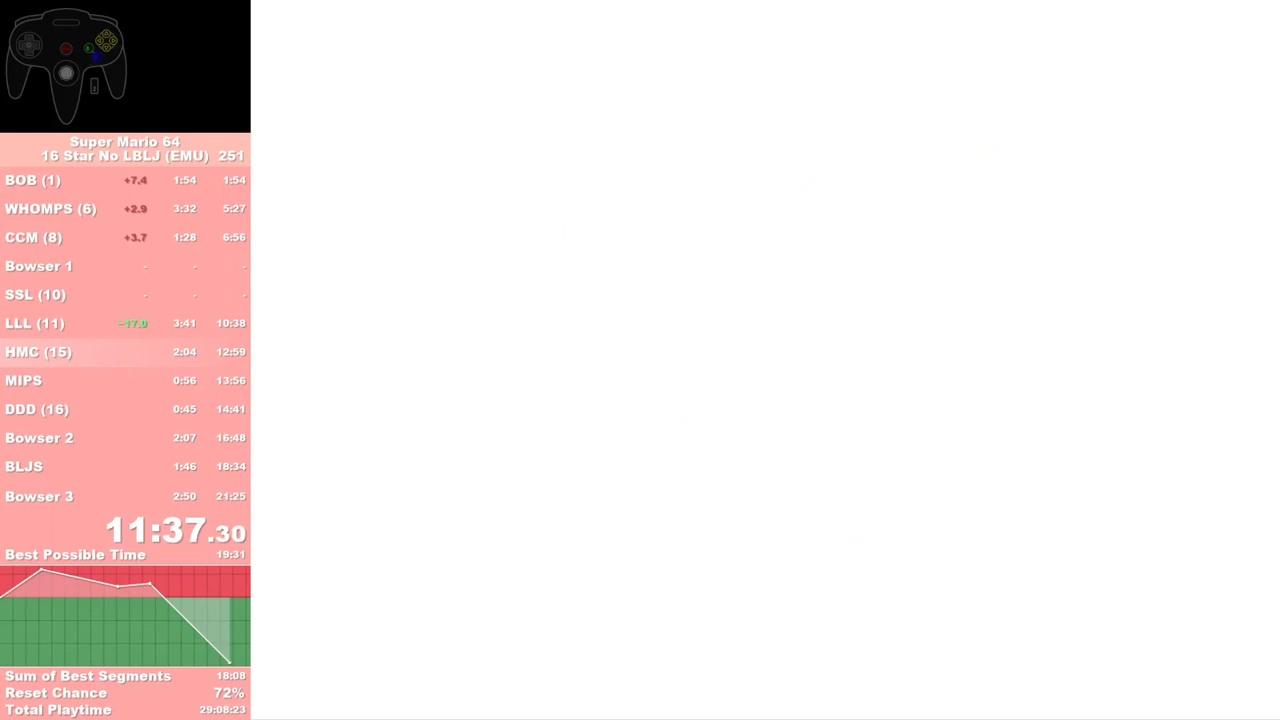 Super Mario 64
16 Star No LBLJ (EMU) 251
BOB (1) +7.4 1:54 1:54
WHOMPS (6) +2.9 3:32 5:27
CCM (8) +3.7 1:28 6:56
Bowser 1 - - -
SSL (10) - - -
LLL (11) −17.0 3:41 10:38
HMC (15) 2:04 12:59
MIPS 0:56 13:56
DDD (16) 0:45 14:41
Bowser 2 2:07 16:48
BLJS 1:46 18:34
Bowser 3 2:50 21:25
11:37.30
Best Possible Time 19:31
Sum of Best Segments 18:08
Reset Chance 72%
Total Playtime 29:08:23